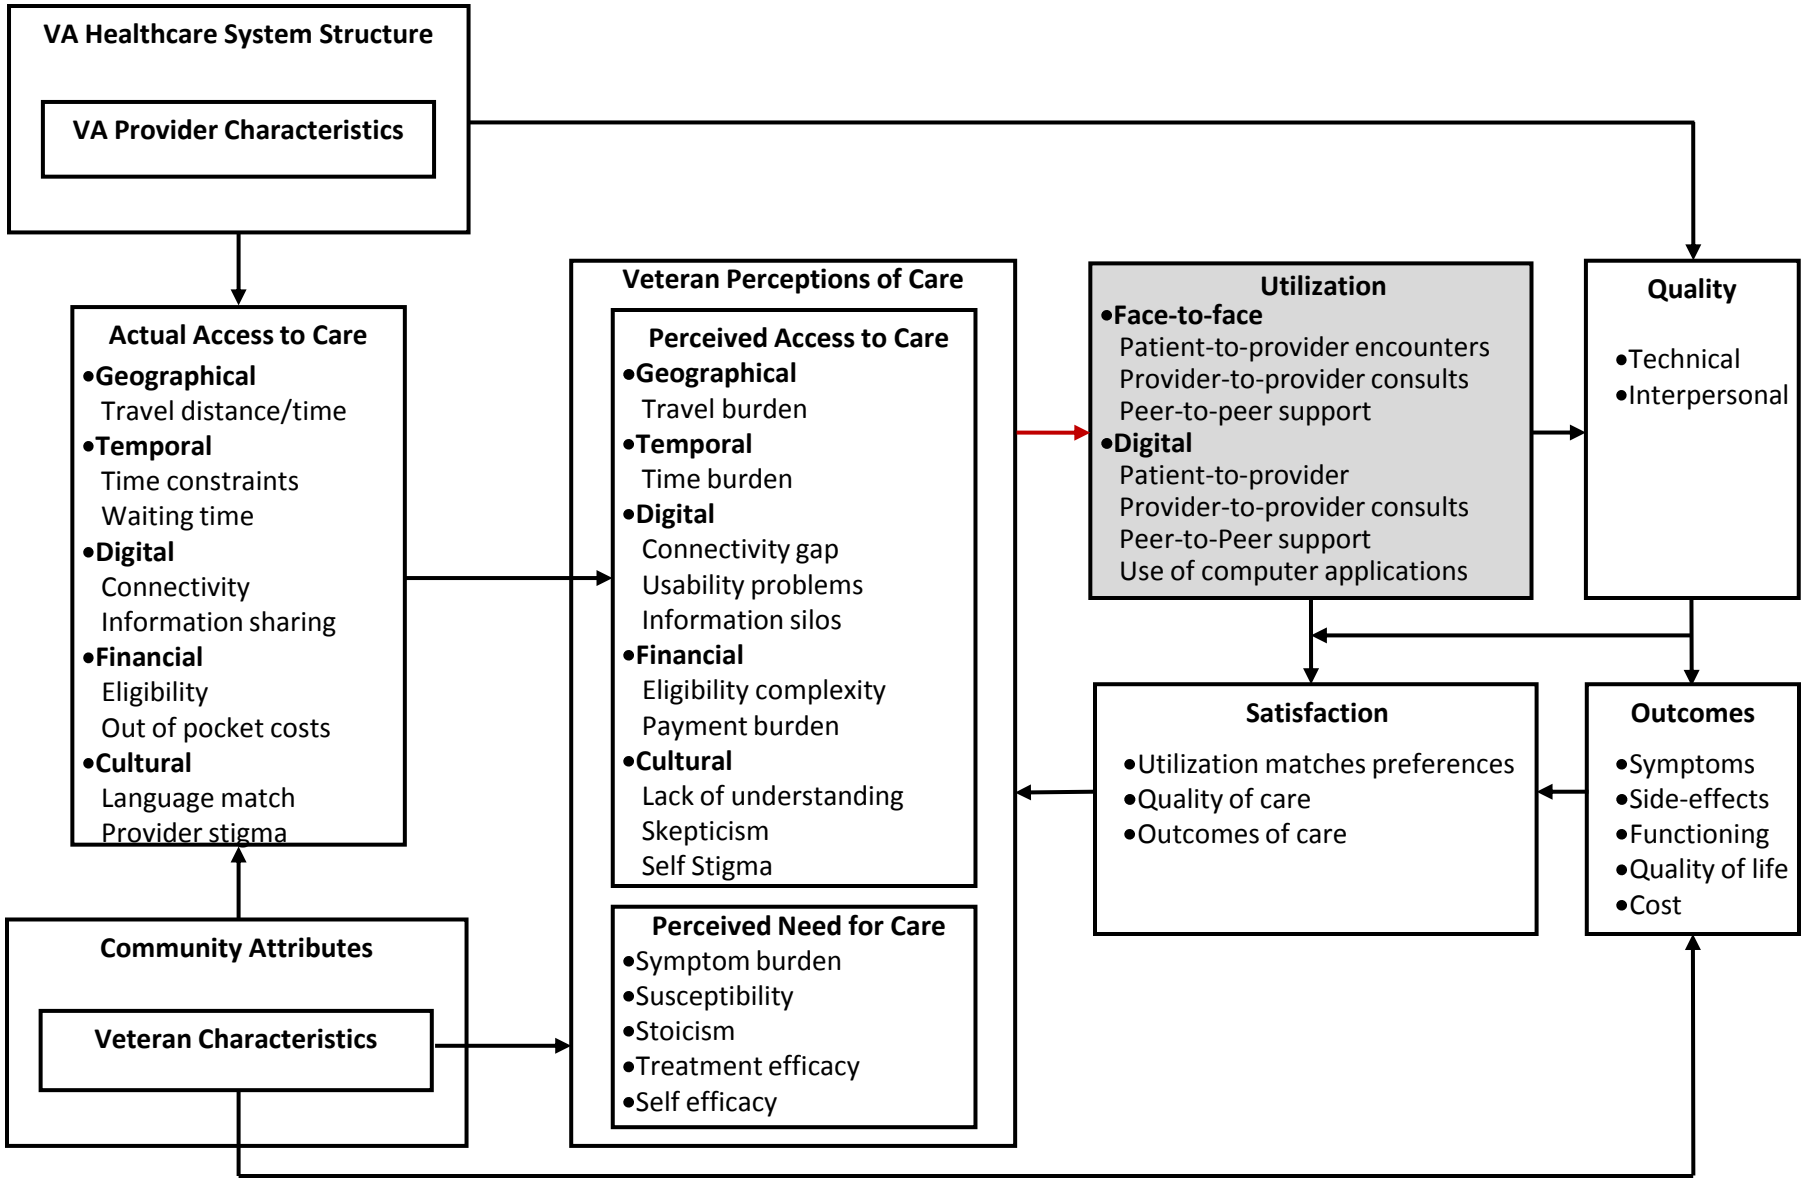 VA Healthcare System Structure
VA Provider Characteristics
Actual Access to Care
•Geographical
Travel distance/time
•Temporal
Time constraints
Waiting time
•Digital
Connectivity
Information sharing
•Financial
Eligibility
Out of pocket costs
•Cultural
Language match
Provider stigma
Community Attributes
Veteran Characteristics
Veteran Perceptions of Care
Perceived Access to Care
•Geographical
Travel burden
•Temporal
Time burden
•Digital
Connectivity gap
Usability problems
Information silos
•Financial
Eligibility complexity
Payment burden
•Cultural
Lack of understanding
Skepticism
Self Stigma
Perceived Need for Care
•Symptom burden
•Susceptibility
•Stoicism
•Treatment efficacy
•Self efficacy
Utilization
•Face-to-face
Patient-to-provider encounters
Provider-to-provider consults
Peer-to-peer support
•Digital
Patient-to-provider
Provider-to-provider consults
Peer-to-Peer support
Use of computer applications
Quality
•Technical
•Interpersonal
Satisfaction
•Utilization matches preferences
•Quality of care
•Outcomes of care
Outcomes
•Symptoms
•Side-effects
•Functioning
•Quality of life
•Cost